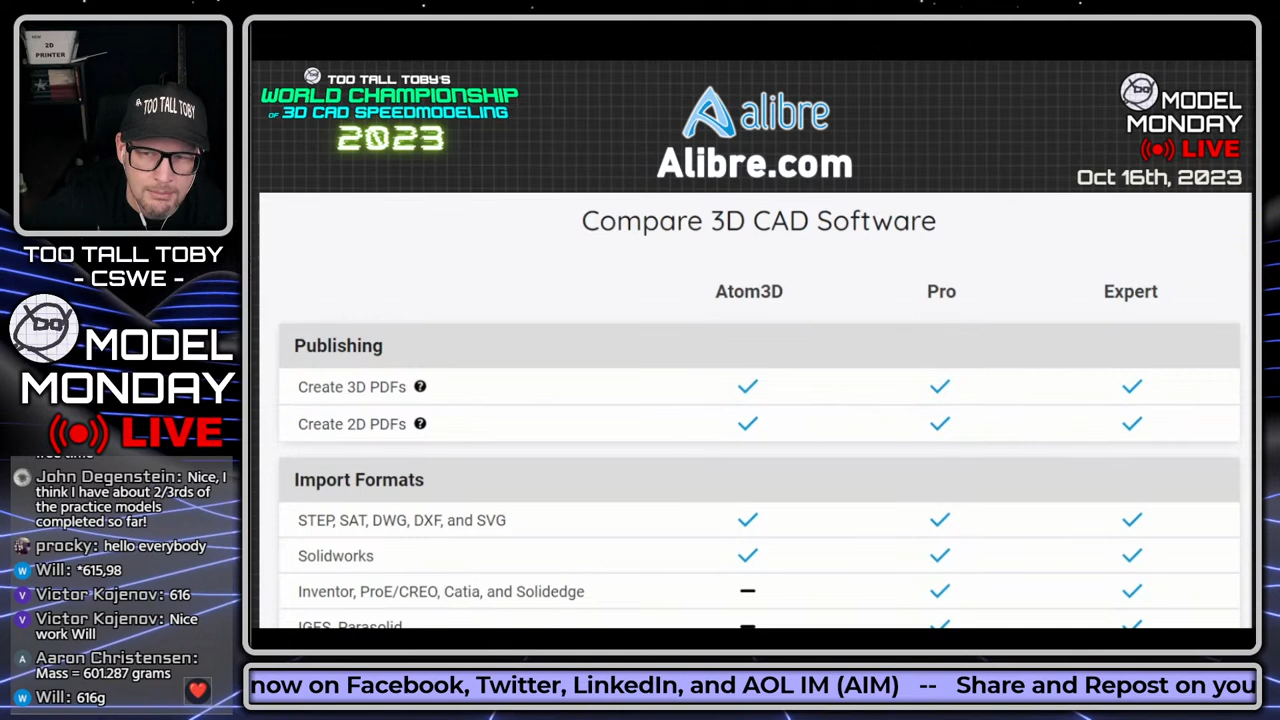 NEW
2D
PRINTER
TOO TALL TOBY
TOO TALL TOBY
- CSWE -
MODEL
MONDAY
LIVE
John Degenstein: Nice, I
think I have about 2/3rds of
the practice models
completed so far!
procky: hello everybody
W Will: *615,98
V Victor Kojenov: 616
V Victor Kojenov: Nice
work Will
A Aaron Christensen:
Mass = 601.287 grams
W Will: 616g
TOO TALL TOBY'S
WORLD CHAMPIONSHIP
OF 3D CAD SPEEDMODELING
2023
alibre
Alibre.com
MODEL
MONDAY
LIVE
Oct 16th, 2023
Compare 3D CAD Software
Atom3D Pro Expert
Publishing
Create 3D PDFs ?
Create 2D PDFs ?
Import Formats
STEP, SAT, DWG, DXF, and SVG
Solidworks
Inventor, ProE/CREO, Catia, and Solidedge
IGES, Parasolid
now on Facebook, Twitter, LinkedIn, and AOL IM (AIM) -- Share and Repost on you